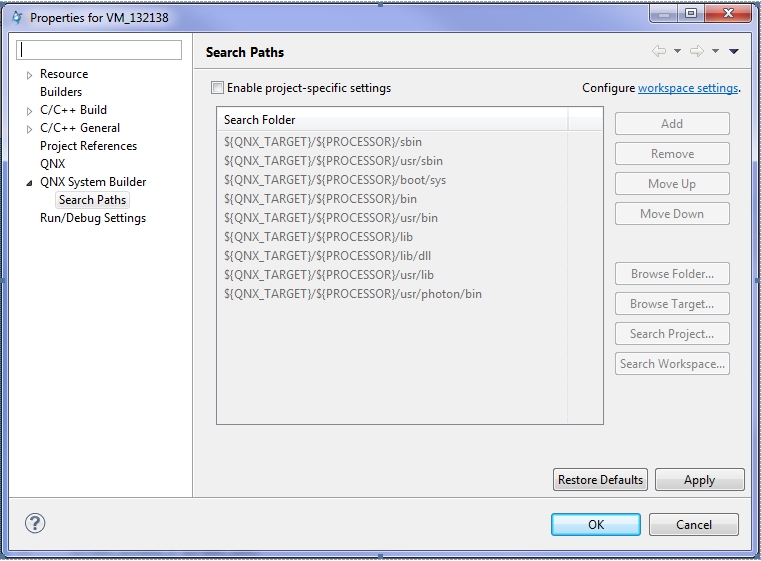 Properties for VM_132138
Search Paths
Resource
Builders
C/C++ Build
C/C++ General
Project References
QNX
QNX System Builder
Search Paths
Run/Debug Settings
Enable project-specific settings
Configure workspace settings.
Search Folder
${QNX_TARGET}/${PROCESSOR}/sbin
${QNX_TARGET}/${PROCESSOR}/usr/sbin
${QNX_TARGET}/${PROCESSOR}/boot/sys
${QNX_TARGET}/${PROCESSOR}/bin
${QNX_TARGET}/${PROCESSOR}/usr/bin
${QNX_TARGET}/${PROCESSOR}/lib
${QNX_TARGET}/${PROCESSOR}/lib/dll
${QNX_TARGET}/${PROCESSOR}/usr/lib
${QNX_TARGET}/${PROCESSOR}/usr/photon/bin
Add
Remove
Move Up
Move Down
Browse Folder...
Browse Target...
Search Project...
Search Workspace...
Restore Defaults
Apply
?
OK
Cancel